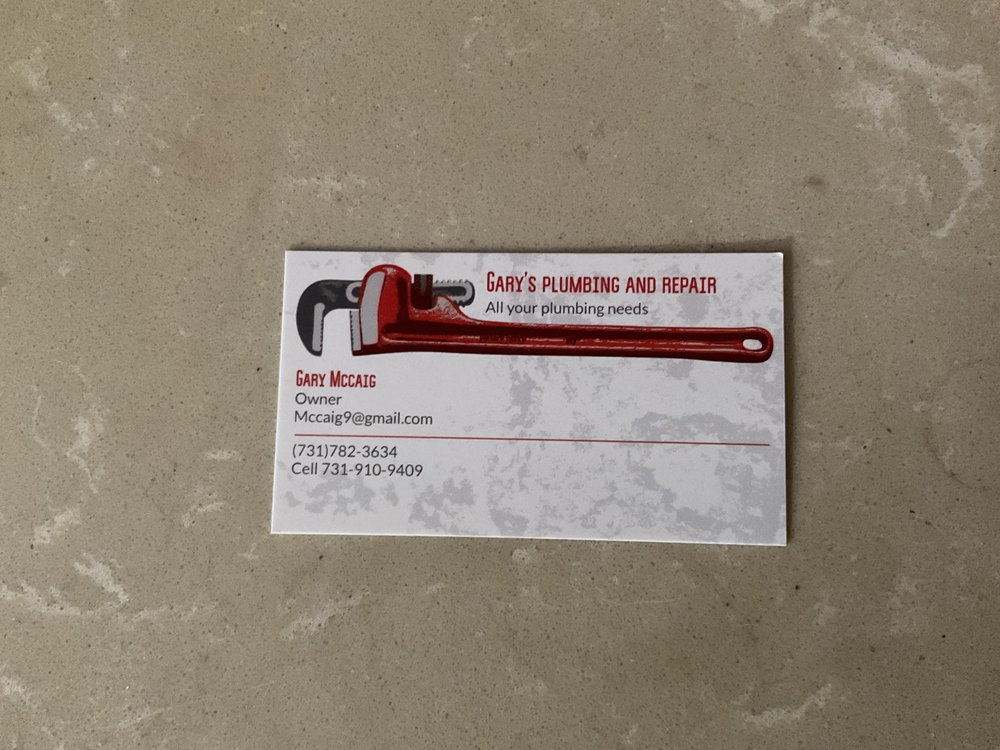 Gary's plumbing and repair
All your plumbing needs
Gary Mccaig
Owner
Mccaig9@gmail.com
(731)782-3634
Cell 731-910-9409